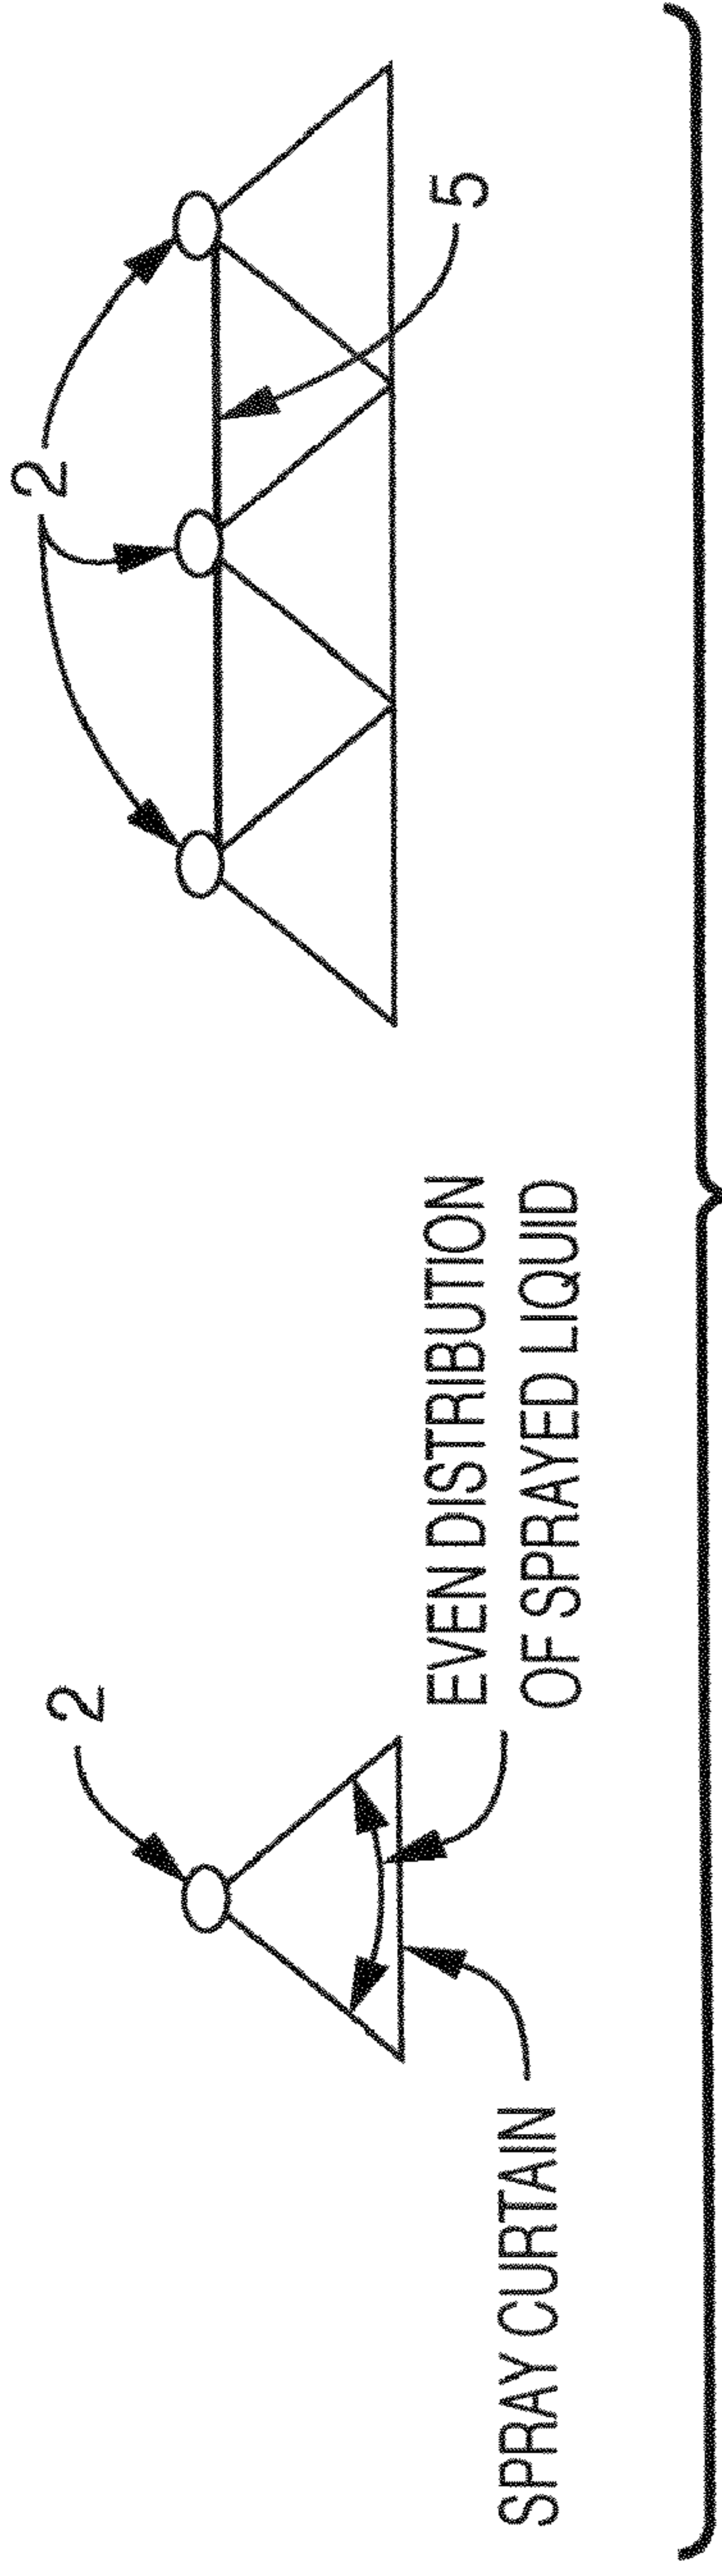 2
SPRAY CURTAIN
EVEN DISTRIBUTION
OF SPRAYED LIQUID
2
5